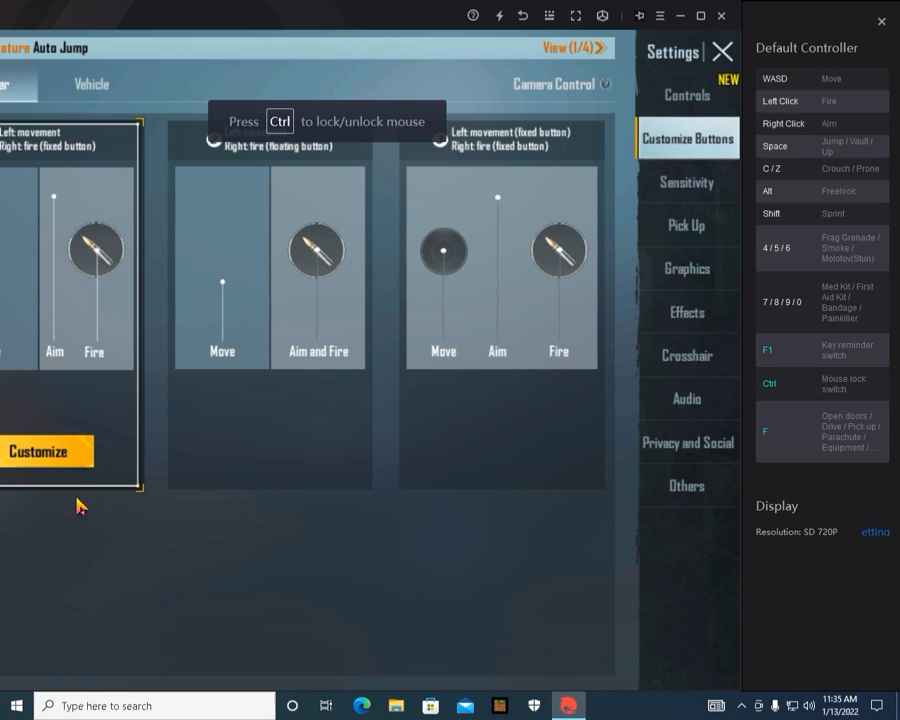 ature Auto Jump
View (1/4)
Settings
er
Vehicle
Camera Control
NEW
Controls
Press Ctrl to lock/unlock mouse
Left movement
Right fire (fixed button)
Right fire (floating button)
Left movement (fixed button)
Right fire (fixed button)
Aim
Fire
Move
Aim and Fire
Move
Aim
Fire
Customize
Customize Buttons
Sensitivity
Pick Up
Graphics
Effects
Crosshair
Audio
Privacy and Social
Others
Default Controller
WASD Move
Left Click Fire
Right Click Aim
Space Jump / Vault /
Up
C / Z Crouch / Prone
Alt Freelook
Shift Sprint
4 / 5 / 6 Frag Grenade /
Smoke /
Molotov(Stun)
7 / 8 / 9 / 0 Med Kit / First
Aid Kit /
Bandage /
Painkiller
F1 Key reminder
switch
Ctrl Mouse lock
switch
F Open doors /
Drive / Pick up /
Parachute /
Equipment / ...
Display
Resolution: SD 720P etting
Type here to search
11:35 AM
1/13/2022